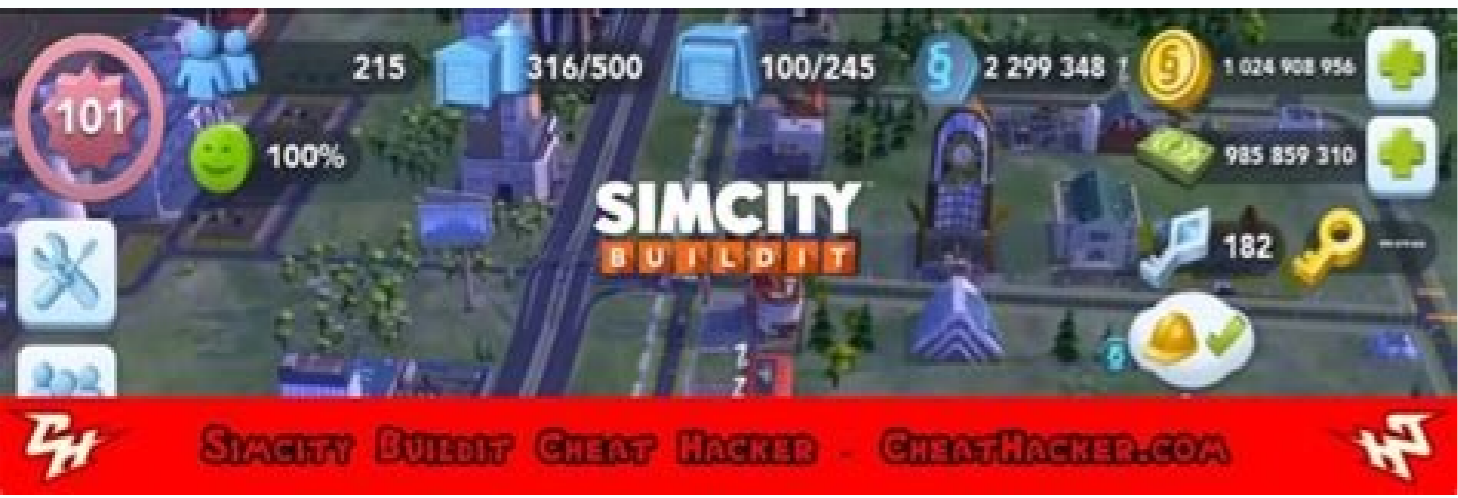 215 316/500 100/245 2 299 348 1 024 908 956
101
100% 985 859 310
SIMCITY
BUILDIT
182
SIMCITY BUILDIT CHEAT HACKER - CHEATHACKER.COM
CH